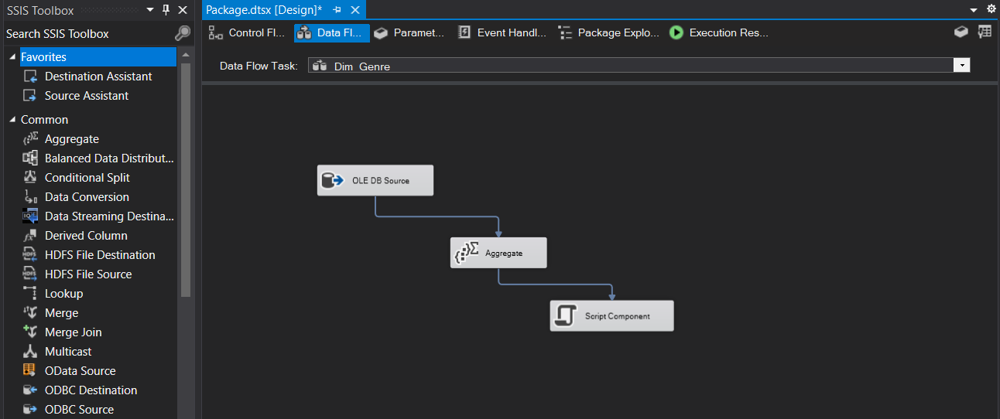 SSIS Toolbox
Search SSIS Toolbox
Favorites
Destination Assistant
Source Assistant
Common
Aggregate
Balanced Data Distribut...
Conditional Split
Data Conversion
Data Streaming Destina...
Derived Column
HDFS File Destination
HDFS File Source
Lookup
Merge
Merge Join
Multicast
OData Source
ODBC Destination
ODBC Source
Package.dtsx [Design]*
Control Fl... Data Fl... Paramet... Event Handl... Package Explo... Execution Res...
Data Flow Task: Dim Genre
OLE DB Source
Aggregate
Script Component